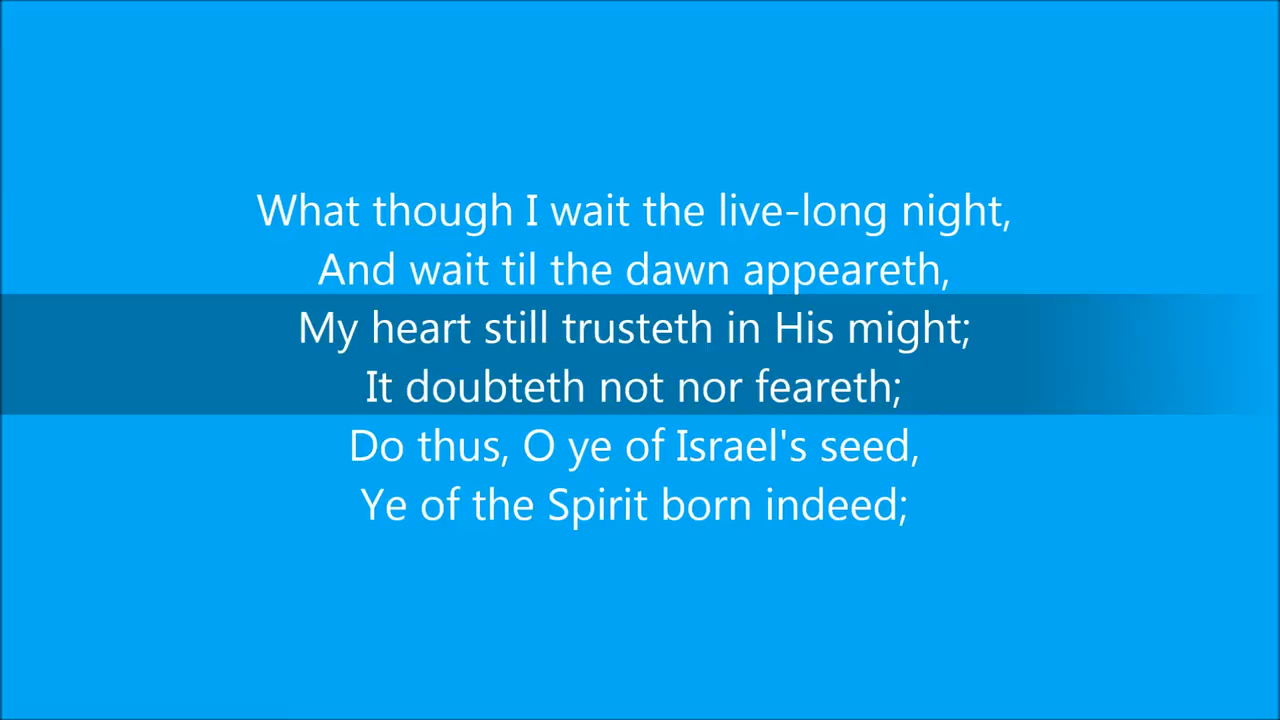 What though I wait the live-long night,
And wait til the dawn appeareth,
My heart still trusteth in His might;
It doubteth not nor feareth;
Do thus, O ye of Israel's seed,
Ye of the Spirit born indeed;